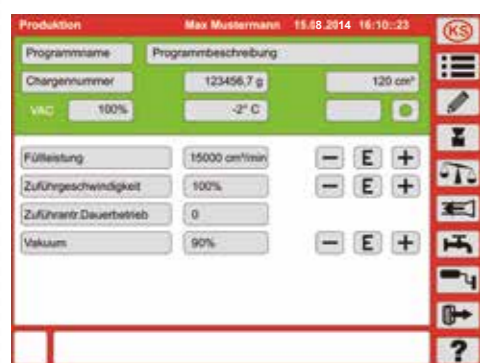 Produktion Max Mustermann 15.08.2014 16:10:23
KS
Programmname Programmbeschreibung
Chargennummer 123456,7 g 120 cm³
VAC 100% -2° C
Füllleistung 15000 cm³/min - E +
Zuführgeschwindigkeit 100% - E +
Zuführantr.Dauerbetrieb 0
Vakuum 90% - E +
?